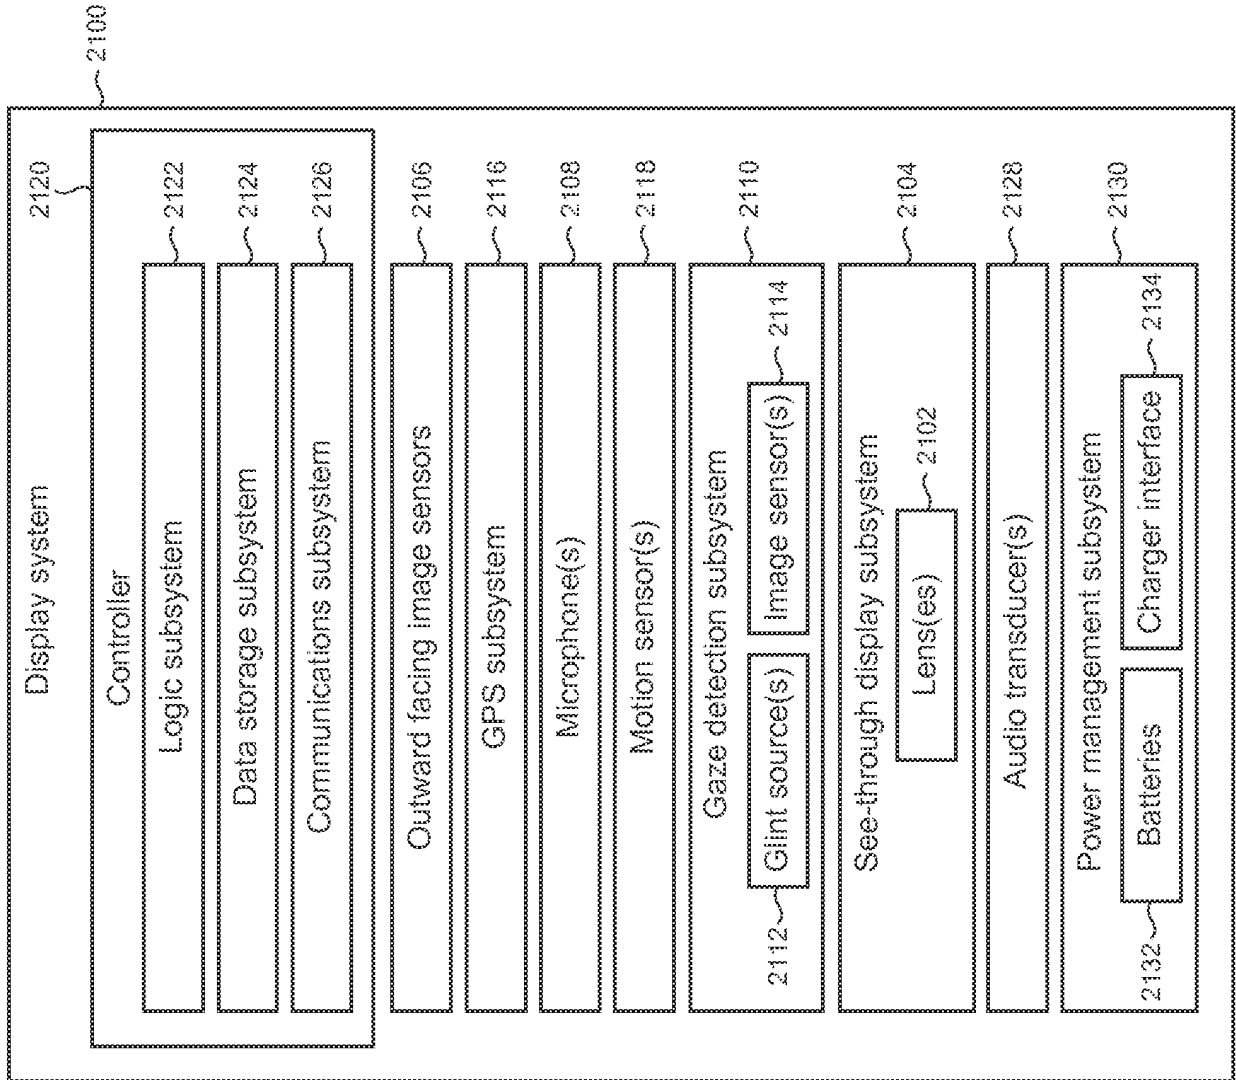 2100
Display system
2120
Controller
Logic subsystem
2122
Data storage subsystem
2124
Communications subsystem
2126
Outward facing image sensors
2106
GPS subsystem
2116
Microphone(s)
2108
Motion sensor(s)
2118
Gaze detection subsystem
2110
2112
Glint source(s)
Image sensor(s)
2114
See-through display subsystem
2104
Lens(es)
2102
Audio transducer(s)
2128
Power management subsystem
2130
2132
Batteries
Charger interface
2134